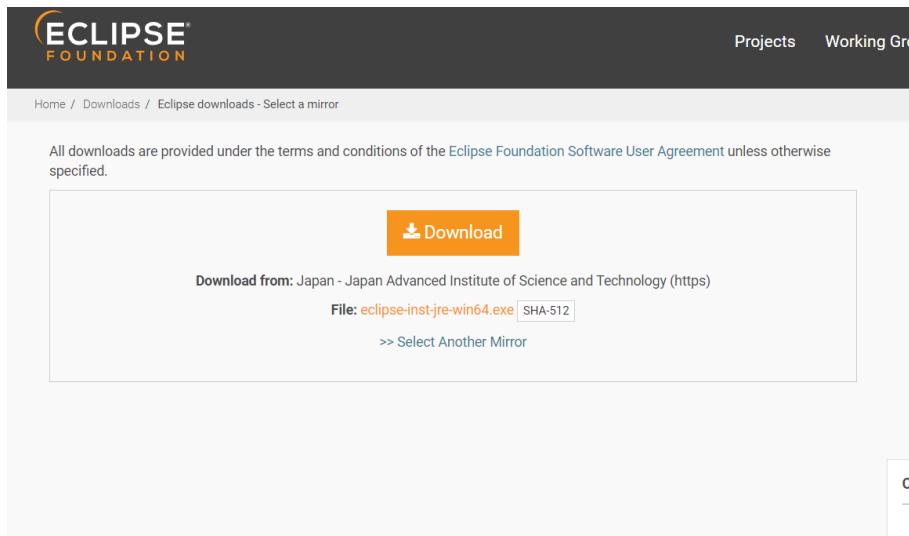 ECLIPSE®
FOUNDATION
Projects Working Gr
Home / Downloads / Eclipse downloads - Select a mirror
All downloads are provided under the terms and conditions of the Eclipse Foundation Software User Agreement unless otherwise
specified.
Download
Download from: Japan - Japan Advanced Institute of Science and Technology (https)
File: eclipse-inst-jre-win64.exe SHA-512
>> Select Another Mirror